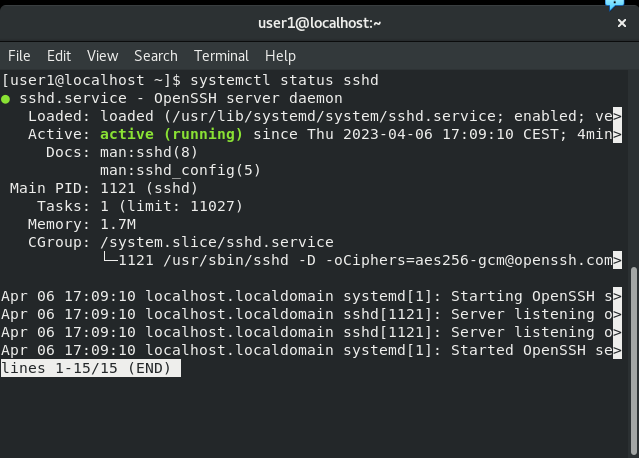 user1@localhost:~
File Edit View Search Terminal Help
[user1@localhost ~]$ systemctl status sshd
● sshd.service - OpenSSH server daemon
   Loaded: loaded (/usr/lib/systemd/system/sshd.service; enabled; ve>
   Active: active (running) since Thu 2023-04-06 17:09:10 CEST; 4min>
     Docs: man:sshd(8)
           man:sshd_config(5)
 Main PID: 1121 (sshd)
    Tasks: 1 (limit: 11027)
   Memory: 1.7M
   CGroup: /system.slice/sshd.service
           └─1121 /usr/sbin/sshd -D -oCiphers=aes256-gcm@openssh.com>
Apr 06 17:09:10 localhost.localdomain systemd[1]: Starting OpenSSH s>
Apr 06 17:09:10 localhost.localdomain sshd[1121]: Server listening o>
Apr 06 17:09:10 localhost.localdomain sshd[1121]: Server listening o>
Apr 06 17:09:10 localhost.localdomain systemd[1]: Started OpenSSH se>
lines 1-15/15 (END)